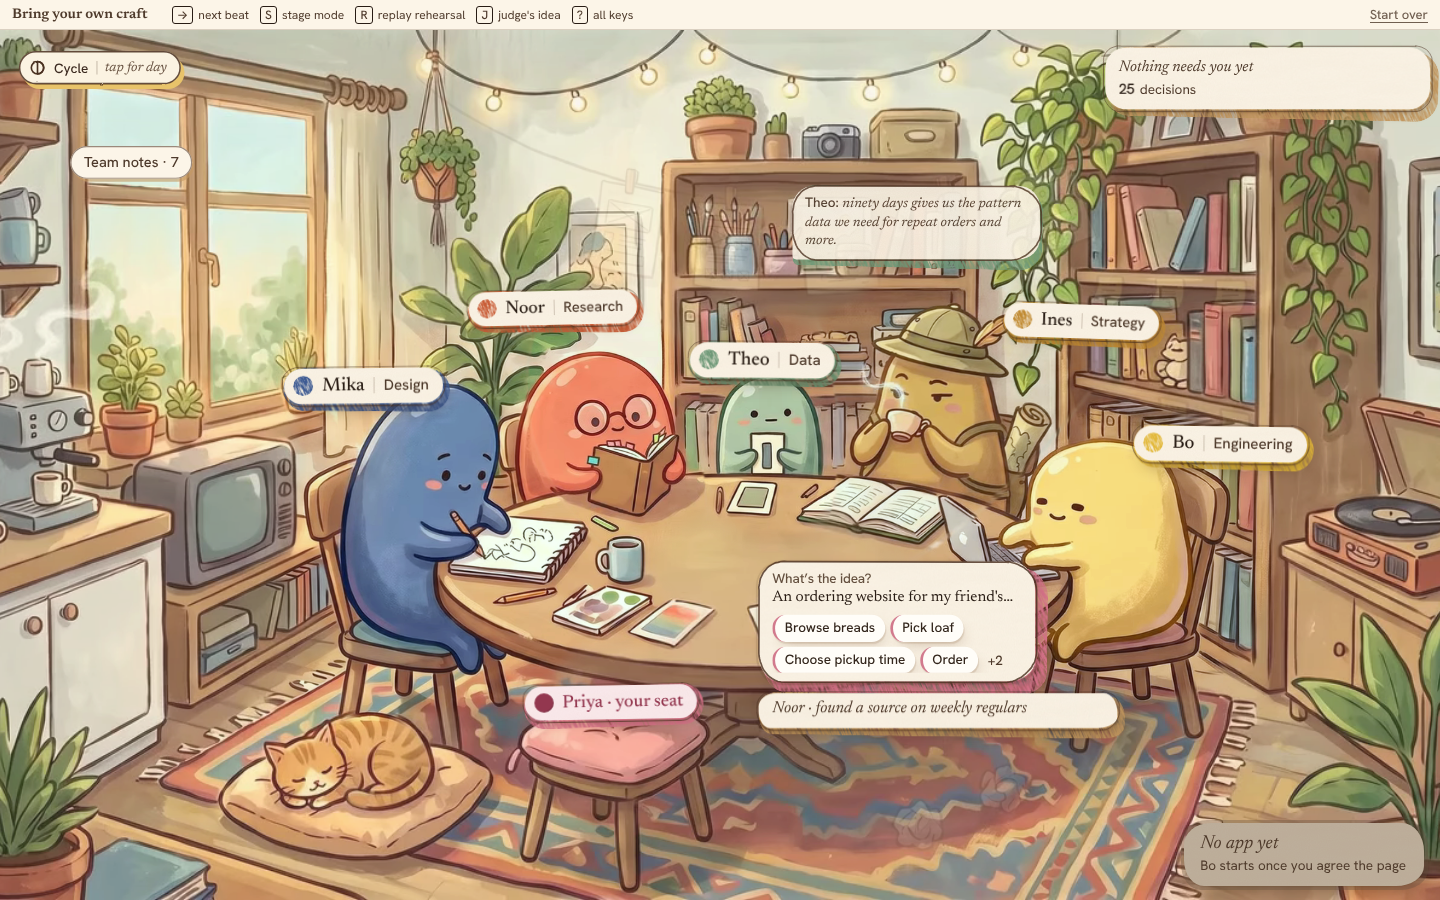 Bring your own craft
→ next beat
S stage mode
R replay rehearsal
J judge's idea
? all keys
Start over
Cycle | tap for day
Nothing needs you yet
25 decisions
Team notes · 7
Theo: ninety days gives us the pattern
data we need for repeat orders and
more.
Noor | Research
Ines | Strategy
Theo | Data
Mika | Design
Bo | Engineering
What's the idea?
An ordering website for my friend's...
Browse breads
Pick loaf
Choose pickup time
Order
+2
Priya · your seat
Noor · found a source on weekly regulars
No app yet
Bo starts once you agree the page